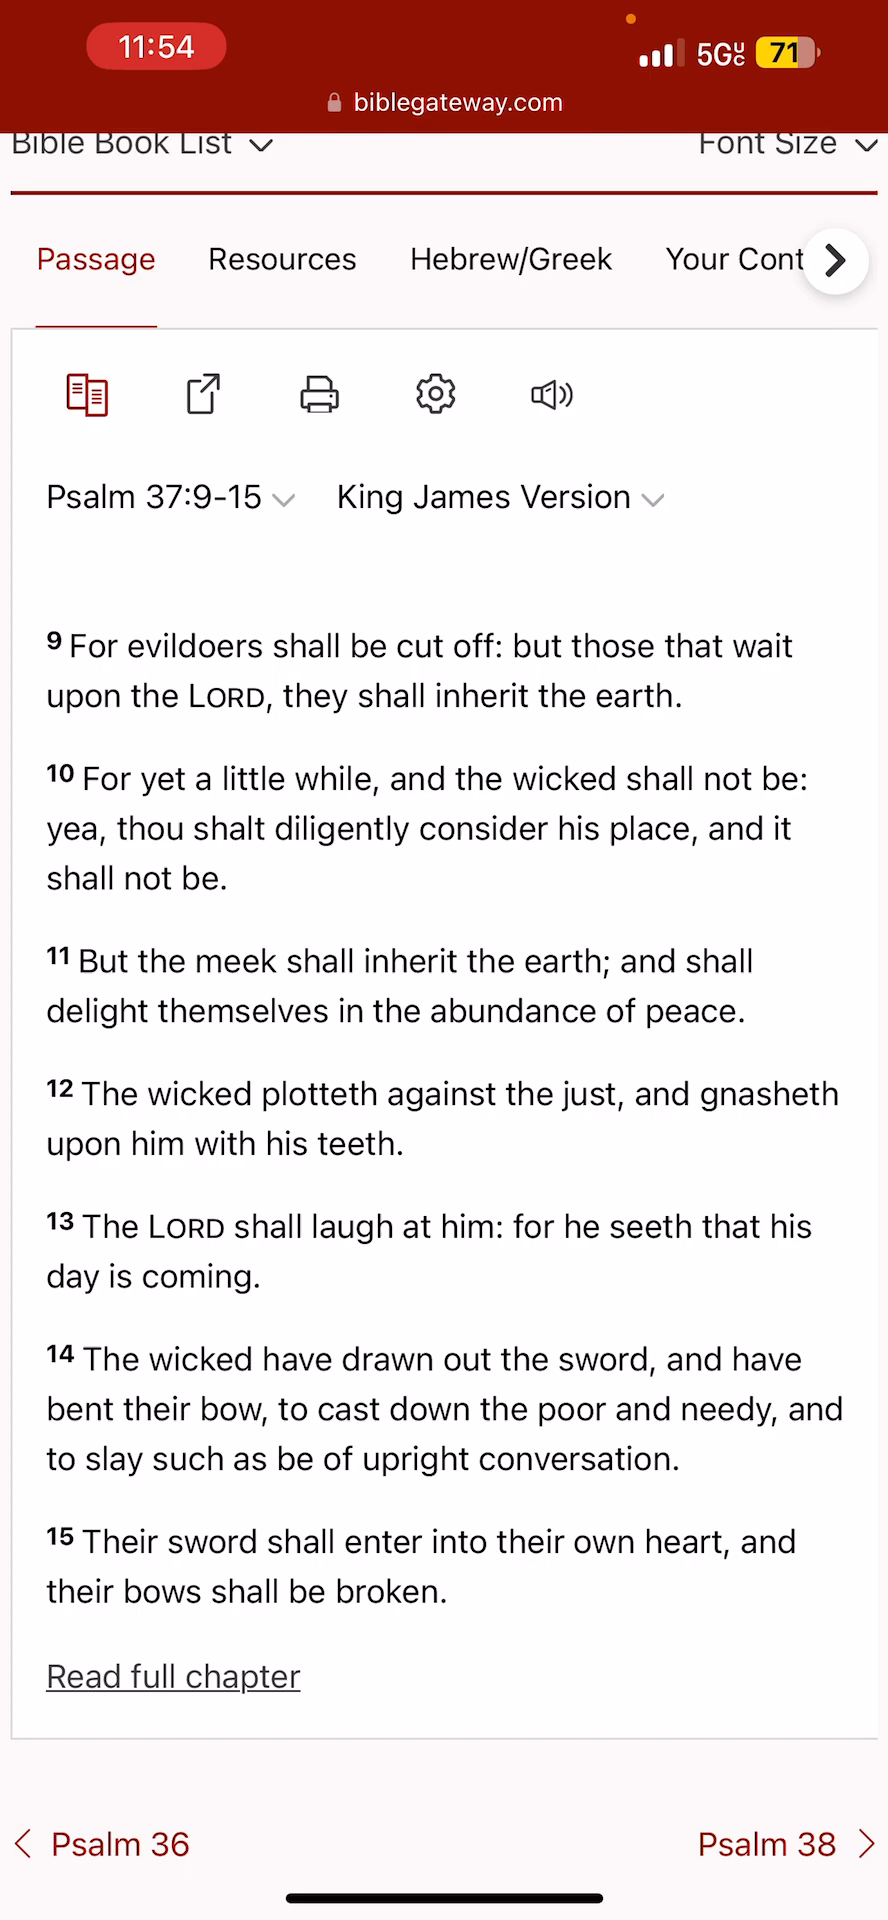 11:54
5G
71
biblegateway.com
Bible Book List
Font Size
Passage Resources Hebrew/Greek Your Cont
Psalm 37:9-15 King James Version
9 For evildoers shall be cut off: but those that wait
upon the LORD, they shall inherit the earth.
10 For yet a little while, and the wicked shall not be:
yea, thou shalt diligently consider his place, and it
shall not be.
11 But the meek shall inherit the earth; and shall
delight themselves in the abundance of peace.
12 The wicked plotteth against the just, and gnasheth
upon him with his teeth.
13 The LORD shall laugh at him: for he seeth that his
day is coming.
14 The wicked have drawn out the sword, and have
bent their bow, to cast down the poor and needy, and
to slay such as be of upright conversation.
15 Their sword shall enter into their own heart, and
their bows shall be broken.
Read full chapter
Psalm 36
Psalm 38